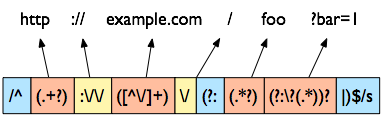 http :// example.com / foo ?bar=1
/^ (.+?) :\/\/ ([^\/]+) \/ (?: (.*?) (?:\?(.*))? |)$/s